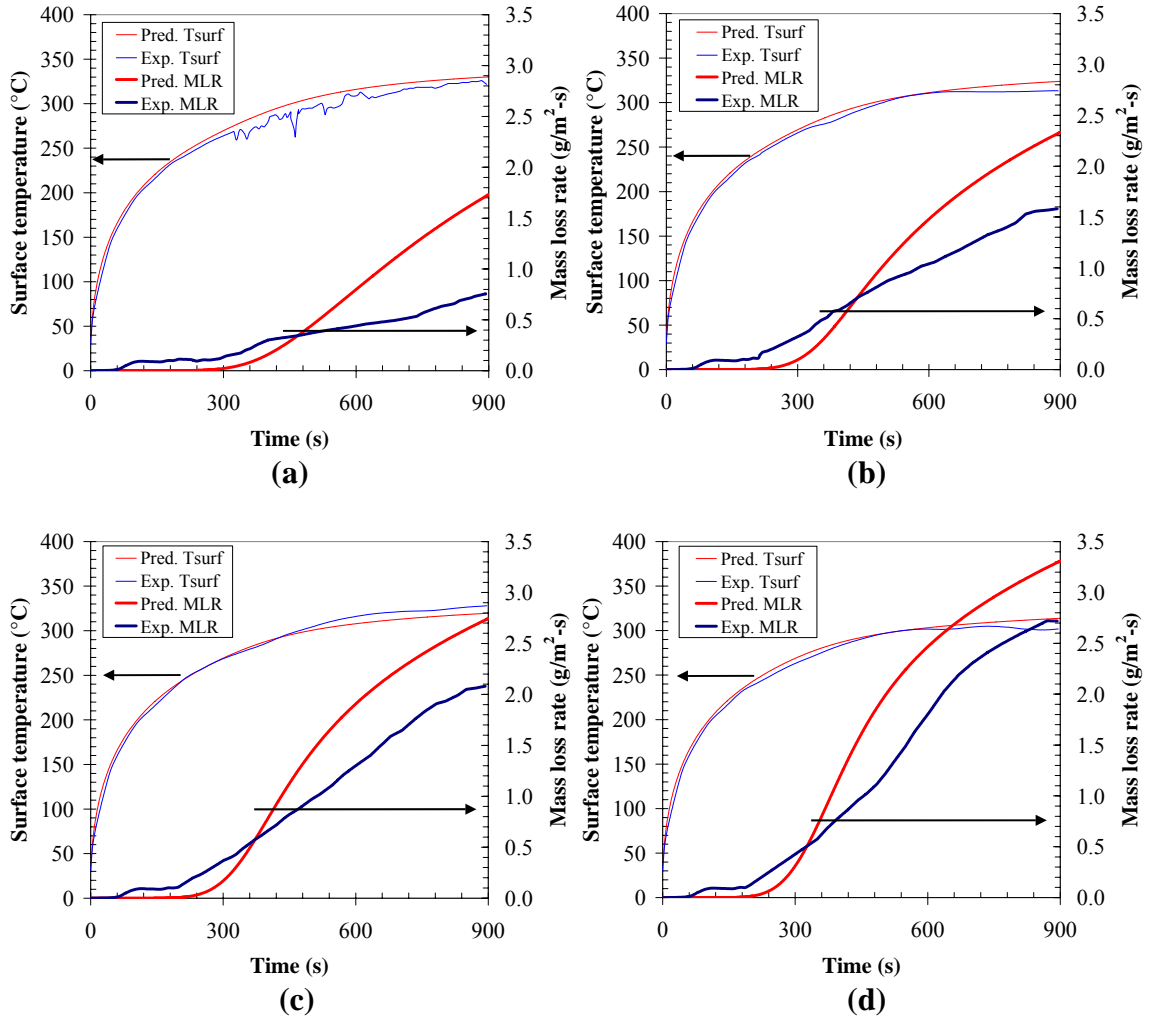 Pred. Tsurf
Exp. Tsurf
Pred. MLR
Exp. MLR
Surface temperature (°C)
400
350
300
250
200
150
100
50
0
3.5
3.0
2.5
2.0
1.5
1.0
0.5
0.0
Mass loss rate (g/m²-s)
0
300
600
900
Time (s)
(a)
Pred. Tsurf
Exp. Tsurf
Pred. MLR
Exp. MLR
Surface temperature (°C)
400
350
300
250
200
150
100
50
0
3.5
3.0
2.5
2.0
1.5
1.0
0.5
0.0
Mass loss rate (g/m²-s)
0
300
600
900
Time (s)
(b)
Pred. Tsurf
Exp. Tsurf
Pred. MLR
Exp. MLR
Surface temperature (°C)
400
350
300
250
200
150
100
50
0
3.5
3.0
2.5
2.0
1.5
1.0
0.5
0.0
Mass loss rate (g/m²-s)
0
300
600
900
Time (s)
(c)
Pred. Tsurf
Exp. Tsurf
Pred. MLR
Exp. MLR
Surface temperature (°C)
400
350
300
250
200
150
100
50
0
3.5
3.0
2.5
2.0
1.5
1.0
0.5
0.0
Mass loss rate (g/m²-s)
0
300
600
900
Time (s)
(d)